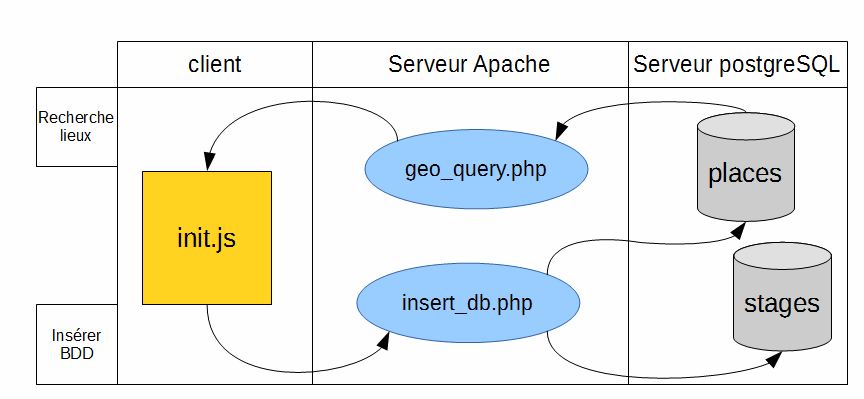 client
Serveur Apache
Serveur postgreSQL
Recherche
lieux
geo_query.php
places
init.js
insert_db.php
stages
Insérer
BDD